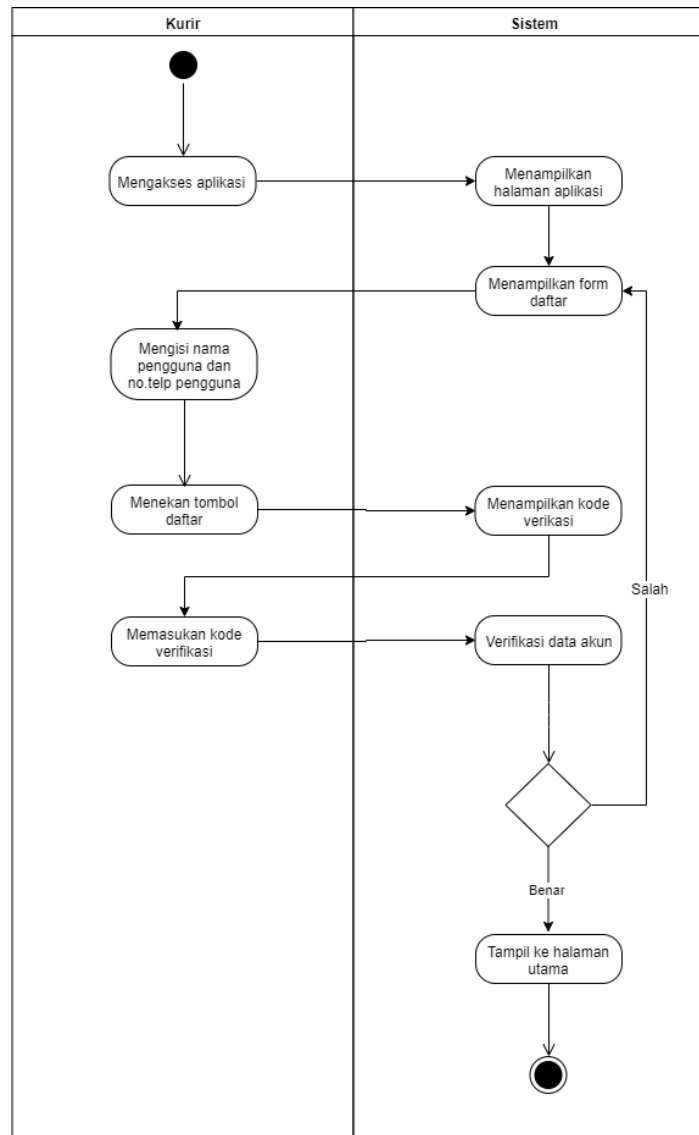 Kurir
Sistem
Mengakses aplikasi
Menampilkan
halaman aplikasi
Menampilkan form
daftar
Mengisi nama
pengguna dan
no.telp pengguna
Menekan tombol
daftar
Menampilkan kode
verikasi
Salah
Memasukan kode
verifikasi
Verifikasi data akun
Benar
Tampil ke halaman
utama